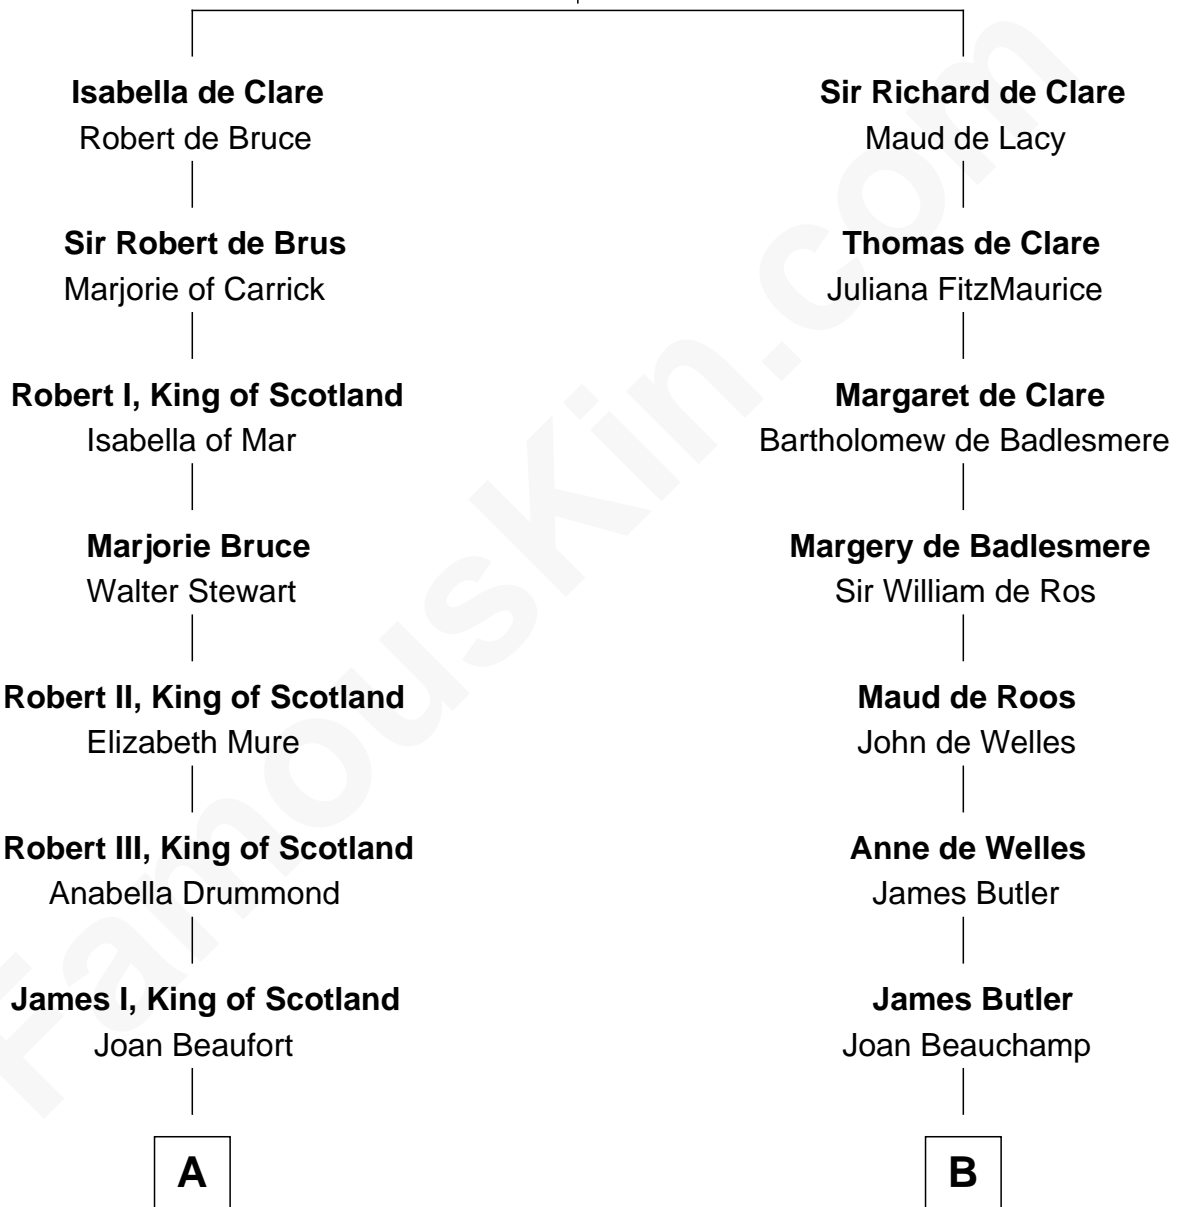 Isabella de Clare
Robert de Bruce
Sir Robert de Brus
Marjorie of Carrick
Robert I, King of Scotland
Isabella of Mar
Marjorie Bruce
Walter Stewart
Robert II, King of Scotland
Elizabeth Mure
Robert III, King of Scotland
Anabella Drummond
James I, King of Scotland
Joan Beaufort
A
Sir Richard de Clare
Maud de Lacy
Thomas de Clare
Juliana FitzMaurice
Margaret de Clare
Bartholomew de Badlesmere
Margery de Badlesmere
Sir William de Ros
Maud de Roos
John de Welles
Anne de Welles
James Butler
James Butler
Joan Beauchamp
B
FamousKin.com